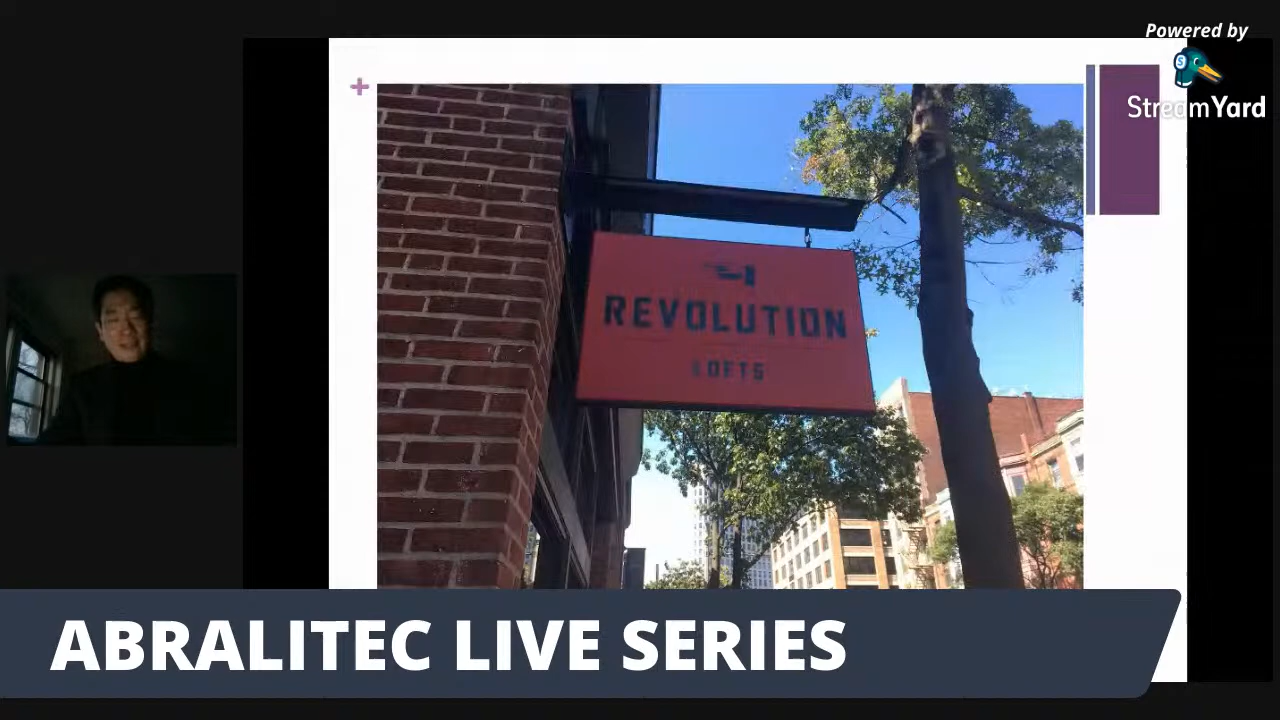 Powered by
StreamYard
REVOLUTION
LOFTS
ABRALITEC LIVE SERIES